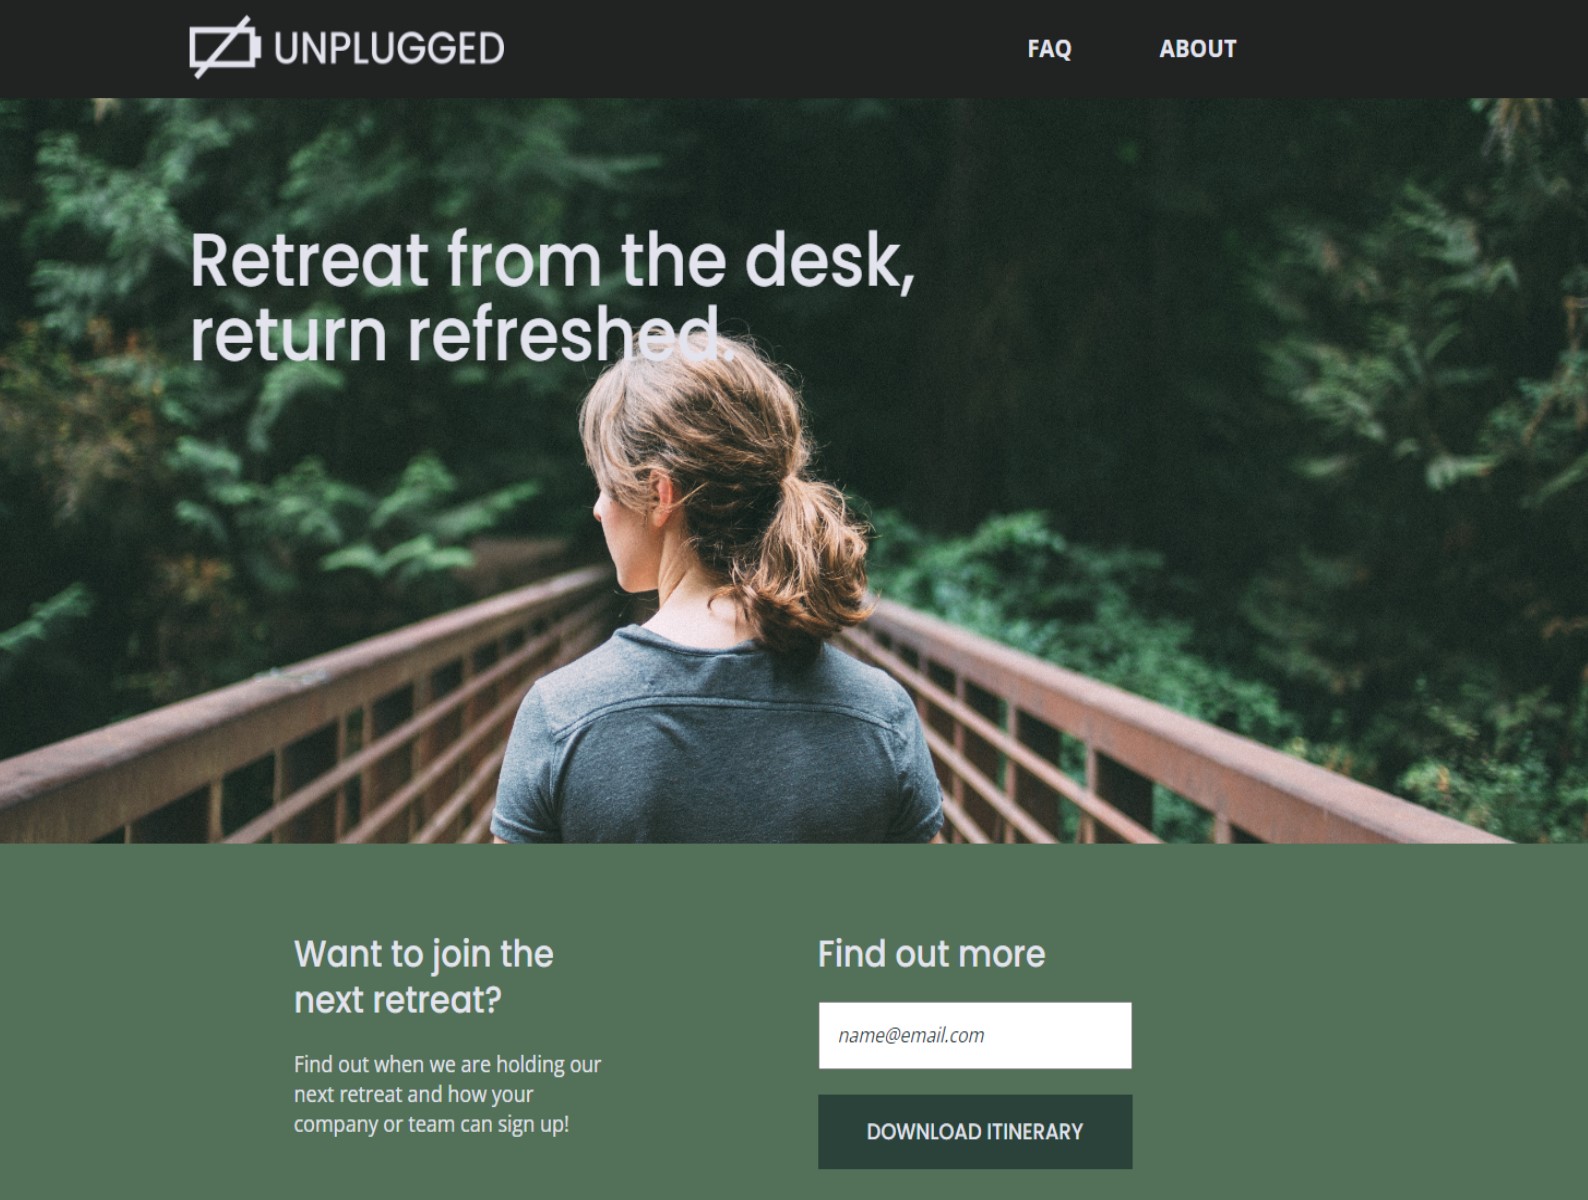 UNPLUGGED
FAQ
ABOUT
Retreat from the desk,
return refreshed.
Want to join the
next retreat?
Find out when we are holding our
next retreat and how your
company or team can sign up!
Find out more
name@email.com
DOWNLOAD ITINERARY